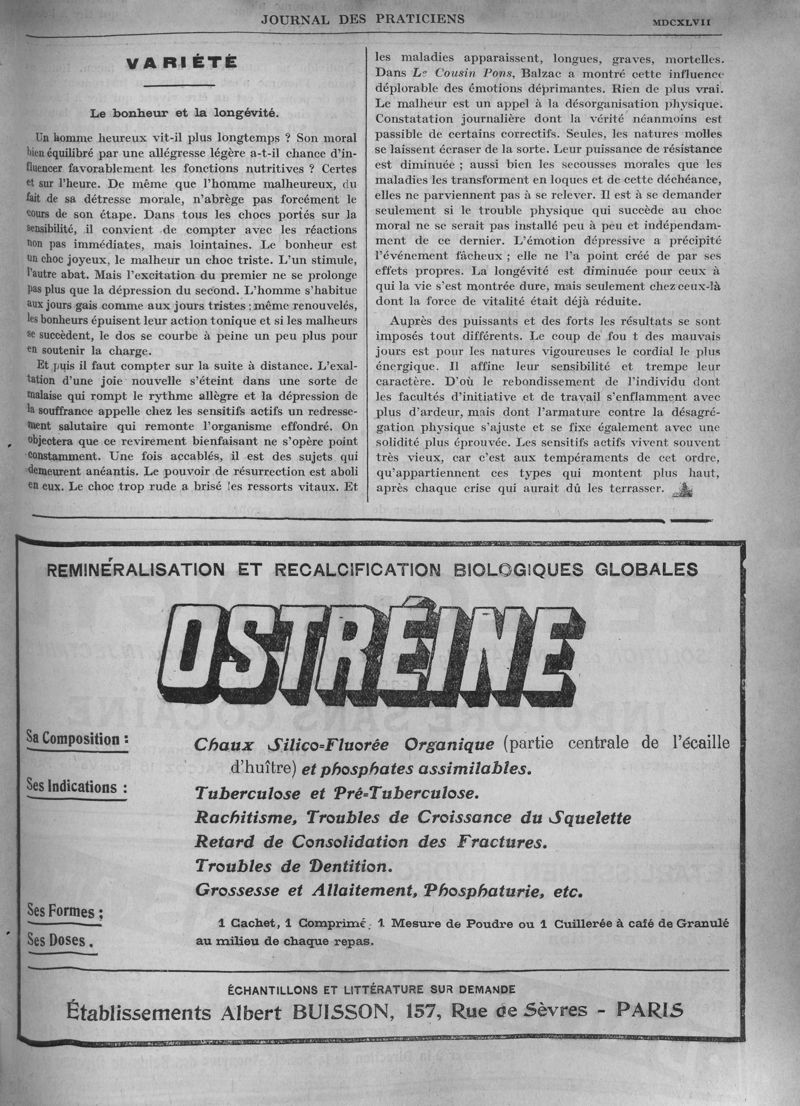 JOURNAL DES PRATICIENS
MDCXLVII
VARIÉTÉ
Le bonheur et la longévité.
Un homme heureux vit-il plus longtemps ? Son moral
bien équilibré par une allégresse légère a-t-il chance d'in-
fluencer favorablement les fonctions nutritives ? Certes
et sur l'heure. De même que l'homme malheureux, du
fait de sa détresse morale, n'abrège pas forcément le
cours de son étape. Dans tous les chocs portés sur la
sensibilité, il convient de compter avec les réactions
non pas immédiates, mais lointaines. Le bonheur est
un choc joyeux, le malheur un choc triste. L'un stimule,
l'autre abat. Mais l'excitation du premier ne se prolonge
pas plus que la dépression du second. L'homme s'habitue
aux jours gais comme aux jours tristes ; même renouvelés,
les bonheurs épuisent leur action tonique et si les malheurs
se succèdent, le dos se courbe à peine un peu plus pour
en soutenir la charge.
Et puis il faut compter sur la suite à distance. L'exal-
tation d'une joie nouvelle s'éteint dans une sorte de
malaise qui rompt le rythme allègre et la dépression de
la souffrance appelle chez les sensitifs actifs un redresse-
ment salutaire qui remonte l'organisme effondré. On
objectera que ce revirement bienfaisant ne s'opère point
constamment. Une fois accablés, il est des sujets qui
demeurent anéantis. Le pouvoir de résurrection est aboli
en eux. Le choc trop rude a brisé les ressorts vitaux. Et
les maladies apparaissent, longues, graves, mortelles.
Dans Le Cousin Pons, Balzac a montré cette influence
déplorable des émotions déprimantes. Rien de plus vrai.
Le malheur est un appel à la désorganisation physique.
Constatation journalière dont la vérité néanmoins est
passible de certains correctifs. Seules, les natures molles
se laissent écraser de la sorte. Leur puissance de résistance
est diminuée ; aussi bien les secousses morales que les
maladies les transforment en loques et de cette déchéance,
elles ne parviennent pas à se relever. Il est à se demander
seulement si le trouble physique qui succède au choc
moral ne se serait pas installé peu à peu et indépendam-
ment de ce dernier. L'émotion dépressive a précipité
l'événement fâcheux ; elle ne l'a point créé de par ses
effets propres. La longévité est diminuée pour ceux à
qui la vie s'est montrée dure, mais seulement chez ceux-là
dont la force de vitalité était déjà réduite.
Auprès des puissants et des forts les résultats se sont
imposés tout différents. Le coup de fou t des mauvais
jours est pour les natures vigoureuses le cordial le plus
énergique. Il affine leur sensibilité et trempe leur
caractère. D'où le rebondissement de l'individu dont
les facultés d'initiative et de travail s'enflamment avec
plus d'ardeur, mais dont l'armature contre la désagré-
gation physique s'ajuste et se fixe également avec une
solidité plus éprouvée. Les sensitifs actifs vivent souvent
très vieux, car c'est aux tempéraments de cet ordre,
qu'appartiennent ces types qui montent plus haut,
après chaque crise qui aurait dû les terrasser.
REMINÉRALISATION ET RECALCIFICATION BIOLOGIQUES GLOBALES
OSTRÉINE
Sa Composition :
Chaux Silico-Fluorée Organique (partie centrale de l'écaille
d'huître) et phosphates assimilables.
Ses Indications :
Tuberculose et Pré-Tuberculose.
Rachitisme, Troubles de Croissance du Squelette
Retard de Consolidation des Fractures.
Troubles de Dentition.
Grossesse et Allaitement, Phosphaturie, etc.
Ses Formes ;
1 Cachet, 1 Comprimé, 1 Mesure de Poudre ou 1 Cuillerée à café de Granulé
Ses Doses.
au milieu de chaque repas.
ÉCHANTILLONS ET LITTÉRATURE SUR DEMANDE
Établissements Albert BUISSON, 157, Rue de Sèvres - PARIS